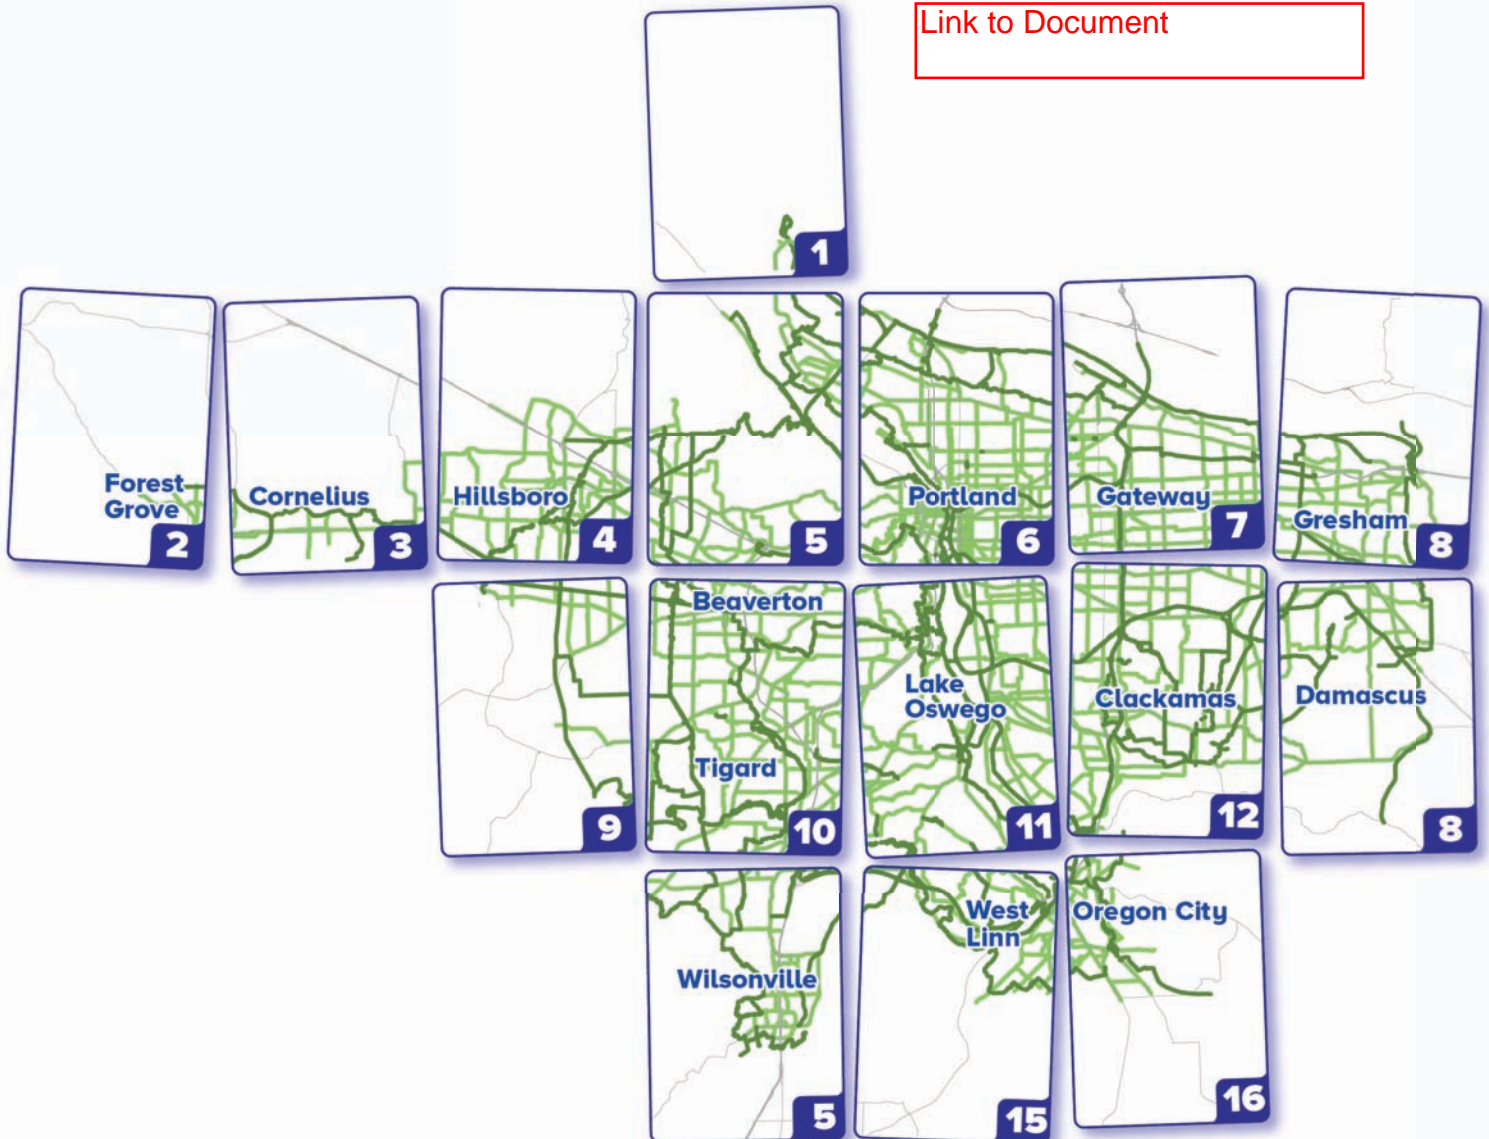 Link to Document
1
Forest
Grove
2
Cornelius
3
Hillsboro
4
5
Portland
6
Gateway
7
Gresham
8
9
Beaverton
Tigard
10
Lake
Oswego
11
Clackamas
12
Damascus
8
Wilsonville
5
West
Linn
15
Oregon City
16